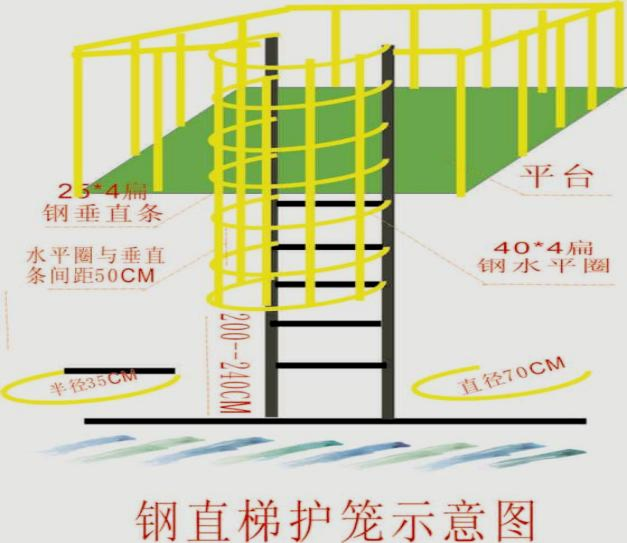 25*4扁
钢垂直条
平台
水平圈与垂直
条间距50CM
40*4扁
钢水平圈
200--240CM
半径35CM
直径70CM
钢直梯护笼示意图